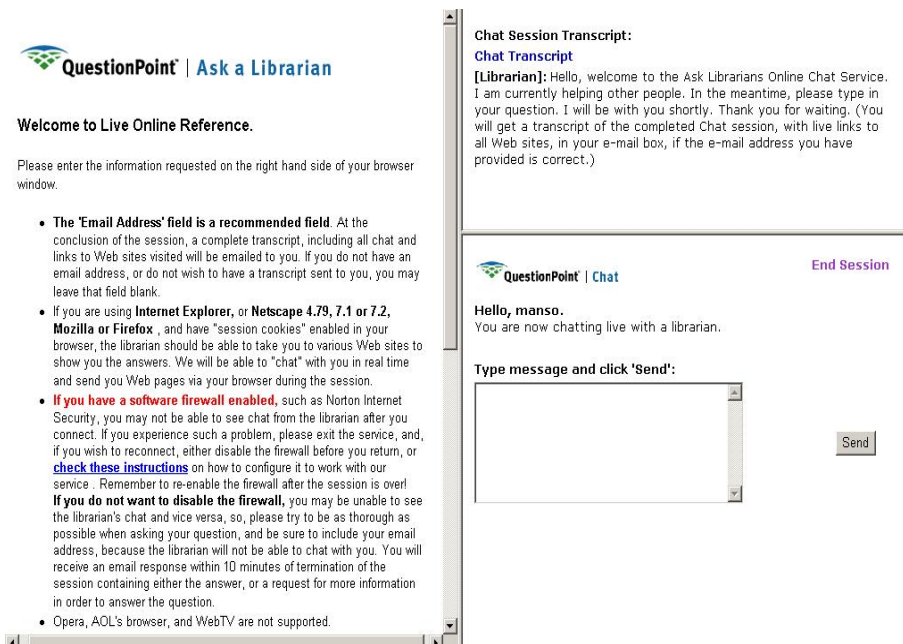 QuestionPoint | Ask a Librarian
Welcome to Live Online Reference.
Please enter the information requested on the right hand side of your browser
window.
• The 'Email Address' field is a recommended field. At the
conclusion of the session, a complete transcript, including all chat and
links to Web sites visited will be emailed to you. If you do not have an
email address, or do not wish to have a transcript sent to you, you may
leave that field blank.
• If you are using Internet Explorer, or Netscape 4.79, 7.1 or 7.2,
Mozilla or Firefox , and have "session cookies" enabled in your
browser, the librarian should be able to take you to various Web sites to
show you the answers. We will be able to "chat" with you in real time
and send you Web pages via your browser during the session.
• If you have a software firewall enabled, such as Norton Internet
Security, you may not be able to see chat from the librarian after you
connect. If you experience such a problem, please exit the service, and,
if you wish to reconnect, either disable the firewall before you return, or
check these instructions on how to configure it to work with our
service . Remember to re-enable the firewall after the session is over!
If you do not want to disable the firewall, you may be unable to see
the librarian's chat and vice versa, so, please try to be as thorough as
possible when asking your question, and be sure to include your email
address, because the librarian will not be able to chat with you. You will
receive an email response within 10 minutes of termination of the
session containing either the answer, or a request for more information
in order to answer the question.
• Opera, AOL's browser, and WebTV are not supported.
Chat Session Transcript:
Chat Transcript
[Librarian]: Hello, welcome to the Ask Librarians Online Chat Service.
I am currently helping other people. In the meantime, please type in
your question. I will be with you shortly. Thank you for waiting. (You
will get a transcript of the completed Chat session, with live links to
all Web sites, in your e-mail box, if the e-mail address you have
provided is correct.)
QuestionPoint | Chat
End Session
Hello, manso.
You are now chatting live with a librarian.
Type message and click 'Send':
Send